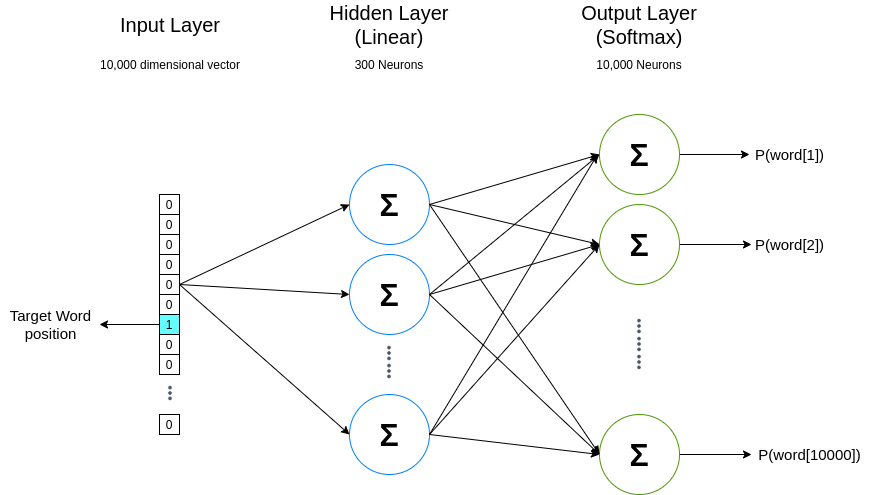 Input Layer
10,000 dimensional vector
Hidden Layer
(Linear)
300 Neurons
Output Layer
(Softmax)
10,000 Neurons
0
0
0
0
0
0
1
0
0
0
Target Word
position
Σ
Σ
Σ
Σ
Σ
Σ
P(word[1])
P(word[2])
P(word[10000])